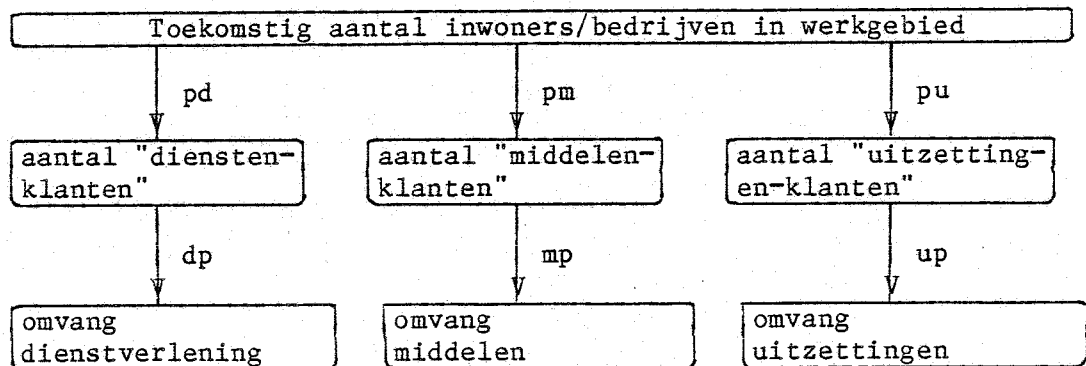 Toekomstig aantal inwoners/bedrijven in werkgebied
pd
pm
pu
aantal "diensten-
klanten"
aantal "middelen-
klanten"
aantal "uitzetting-
en-klanten"
dp
mp
up
omvang
dienstverlening
omvang
middelen
omvang
uitzettingen